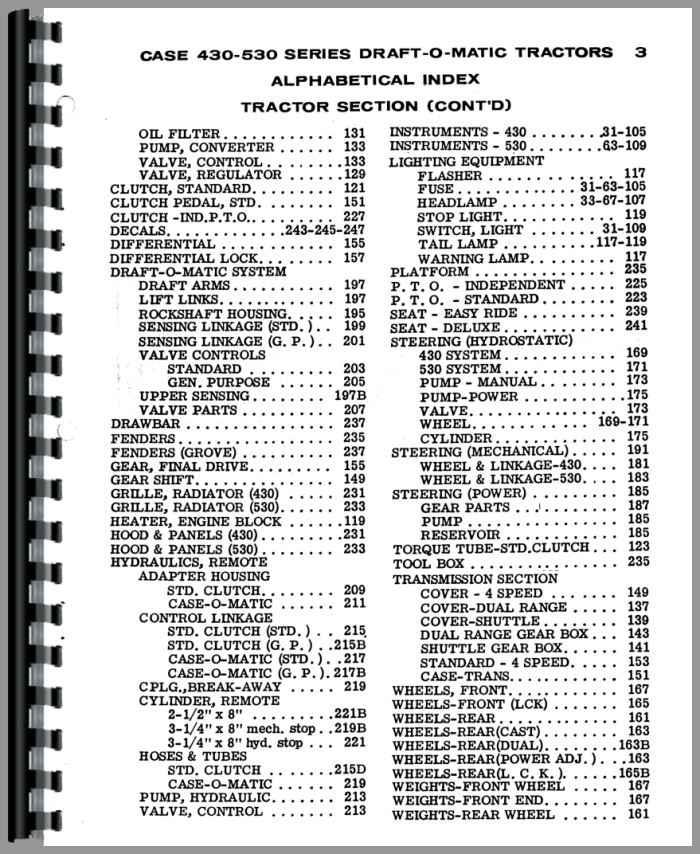 CASE 430-530 SERIES DRAFT-O-MATIC TRACTORS 3
ALPHABETICAL INDEX
TRACTOR SECTION (CONT'D)
OIL FILTER............ 131
PUMP, CONVERTER ....... 133
VALVE, CONTROL ........133
VALVE, REGULATOR .......129
CLUTCH, STANDARD.......... 121
CLUTCH PEDAL, STD. ........ 151
CLUTCH -IND.P.T.O........... 227
DECALS...............243-245-247
DIFFERENTIAL ............. 155
DIFFERENTIAL LOCK.......... 157
DRAFT-O-MATIC SYSTEM
DRAFT ARMS ............ 197
LIFT LINKS............. 197
ROCKSHAFT HOUSING...... 195
SENSING LINKAGE (STD.).. 199
SENSING LINKAGE (G. P.).. 201
VALVE CONTROLS
STANDARD .......... 203
GEN. PURPOSE ...... 205
UPPER SENSING......... 197B
VALVE PARTS ........... 207
DRAWBAR ................ 237
FENDERS................. 235
FENDERS (GROVE) ........... 237
GEAR, FINAL DRIVE.......... 155
GEAR SHIFT............... 149
GRILLE, RADIATOR (430) ...... 231
GRILLE, RADIATOR (530)....... 233
HEATER, ENGINE BLOCK .......119
HOOD & PANELS (430)..........231
HOOD & PANELS (530) ......... 233
HYDRAULICS, REMOTE
ADAPTER HOUSING
STD. CLUTCH......... 209
CASE-O-MATIC ....... 211
CONTROL LINKAGE
STD. CLUTCH (STD.) . . 215
STD. CLUTCH (G. P.) . .215B
CASE-O-MATIC (STD.). .217
CASE-O-MATIC (G. P.). 217B
CPLG.,BREAK-AWAY ..... 219
CYLINDER, REMOTE
2-1/2" x 8" .........221B
3-1/4" x 8" mech. stop ..219B
3-1/4" x 8" hyd. stop ... 221
HOSES & TUBES
STD. CLUTCH .......215D
CASE-O-MATIC ...... 219
PUMP, HYDRAULIC....... 213
VALVE, CONTROL ....... 213
INSTRUMENTS - 430 ........31-105
INSTRUMENTS - 530 ........63-109
LIGHTING EQUIPMENT
FLASHER ............ 117
FUSE ............ 31-63-105
HEADLAMP ........ 33-67-107
STOP LIGHT............ 119
SWITCH, LIGHT ....... 31-109
TAIL LAMP ..........117-119
WARNING LAMP......... 117
PLATFORM ............... 235
P. T. O. - INDEPENDENT ...... 225
P. T. O. - STANDARD ......... 223
SEAT - EASY RIDE .......... 239
SEAT - DELUXE ............ 241
STEERING (HYDROSTATIC)
430 SYSTEM............ 169
530 SYSTEM............ 171
PUMP - MANUAL ........ 173
PUMP-POWER ...........175
VALVE............... 173
WHEEL............ 169-171
CYLINDER............. 175
STEERING (MECHANICAL) ...... 191
WHEEL & LINKAGE-430.... 181
WHEEL & LINKAGE-530.... 183
STEERING (POWER) ......... 185
GEAR PARTS .......... 187
PUMP ............... 185
RESERVOIR ........... 185
TORQUE TUBE-STD.CLUTCH... 123
TOOL BOX ................ 235
TRANSMISSION SECTION
COVER - 4 SPEED ....... 149
COVER-DUAL RANGE ..... 137
COVER-SHUTTLE ........ 139
DUAL RANGE GEAR BOX... 143
SHUTTLE GEAR BOX...... 141
STANDARD - 4 SPEED..... 153
CASE-TRANS........... 151
WHEELS, FRONT............ 167
WHEELS-FRONT (LCK) ....... 165
WHEELS-REAR ............. 161
WHEELS-REAR(CAST) ........ 163
WHEELS-REAR(DUAL)........163B
WHEELS-REAR(POWER ADJ.) . ..163
WHEELS-REAR(L. C. K.). ......165B
WEIGHTS-FRONT WHEEL ...... 167
WEIGHTS-FRONT END........ 167
WEIGHTS-REAR WHEEL ...... 161